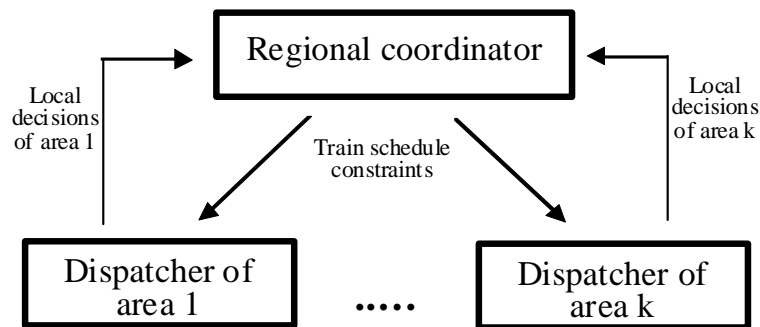 Regional coordinator
Local
decisions
of area 1
Local
decisions
of area k
Train schedule
constraints
Dispatcher of
area 1
.....
Dispatcher of
area k